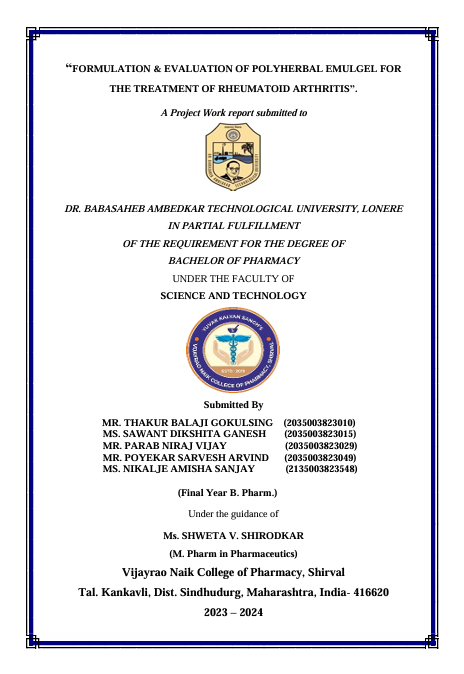 “FORMULATION & EVALUATION OF POLYHERBAL EMULGEL FOR
THE TREATMENT OF RHEUMATOID ARTHRITIS”.
A Project Work report submitted to
DR. BABASAHEB AMBEDKAR TECHNOLOGICAL UNIVERSITY, LONERE
IN PARTIAL FULFILLMENT
OF THE REQUIREMENT FOR THE DEGREE OF
BACHELOR OF PHARMACY
UNDER THE FACULTY OF
SCIENCE AND TECHNOLOGY
YUVAK KALYAN SANGH'S
VIJAYRAO NAIK COLLEGE OF PHARMACY, SHIRVAL
Submitted By
MR. THAKUR BALAJI GOKULSING (2035003823010)
MS. SAWANT DIKSHITA GANESH (2035003823015)
MR. PARAB NIRAJ VIJAY (2035003823029)
MR. POYEKAR SARVESH ARVIND (2035003823049)
MS. NIKALJE AMISHA SANJAY (2135003823548)
(Final Year B. Pharm.)
Under the guidance of
Ms. SHWETA V. SHIRODKAR
(M. Pharm in Pharmaceutics)
Vijayrao Naik College of Pharmacy, Shirval
Tal. Kankavli, Dist. Sindhudurg, Maharashtra, India- 416620
2023 – 2024